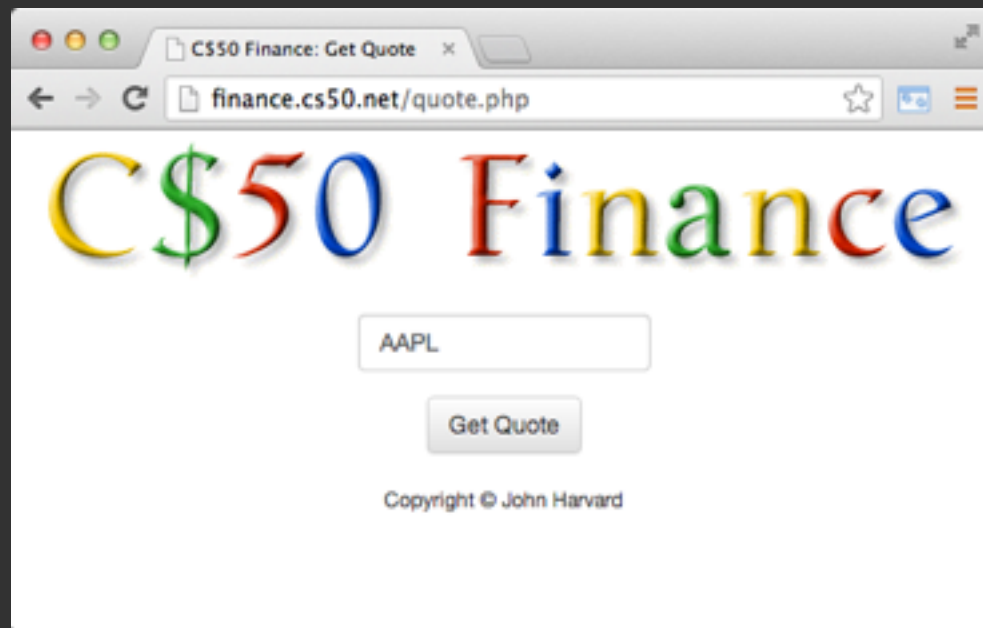 C$50 Finance: Get Quote
finance.cs50.net/quote.php
C$50 Finance
AAPL
Get Quote
Copyright © John Harvard